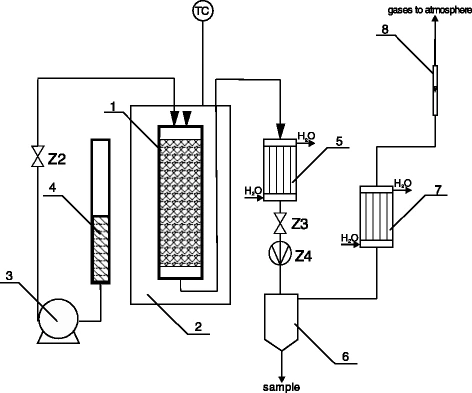 TC
gases to atmosphere
8
1
H₂O
5
Z2
4
H₂O
H₂O
7
Z3
H₂O
Z4
3
2
6
sample